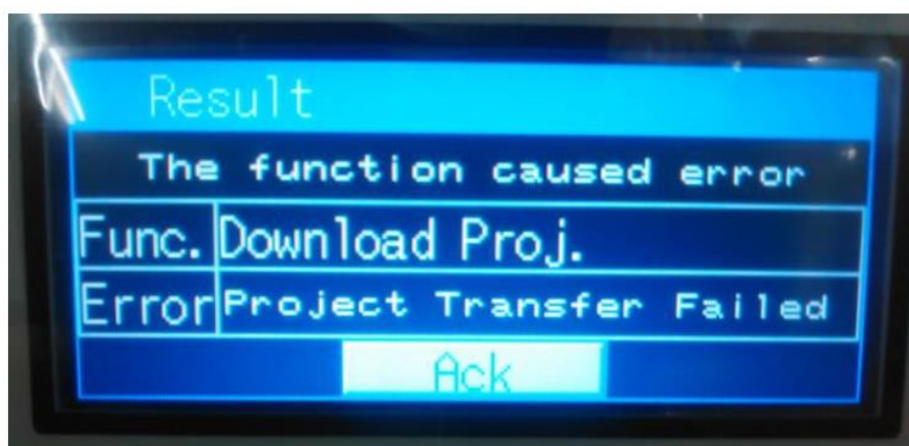 Result
The function caused error
Func. Download Proj.
Error Project Transfer Failed
Ack